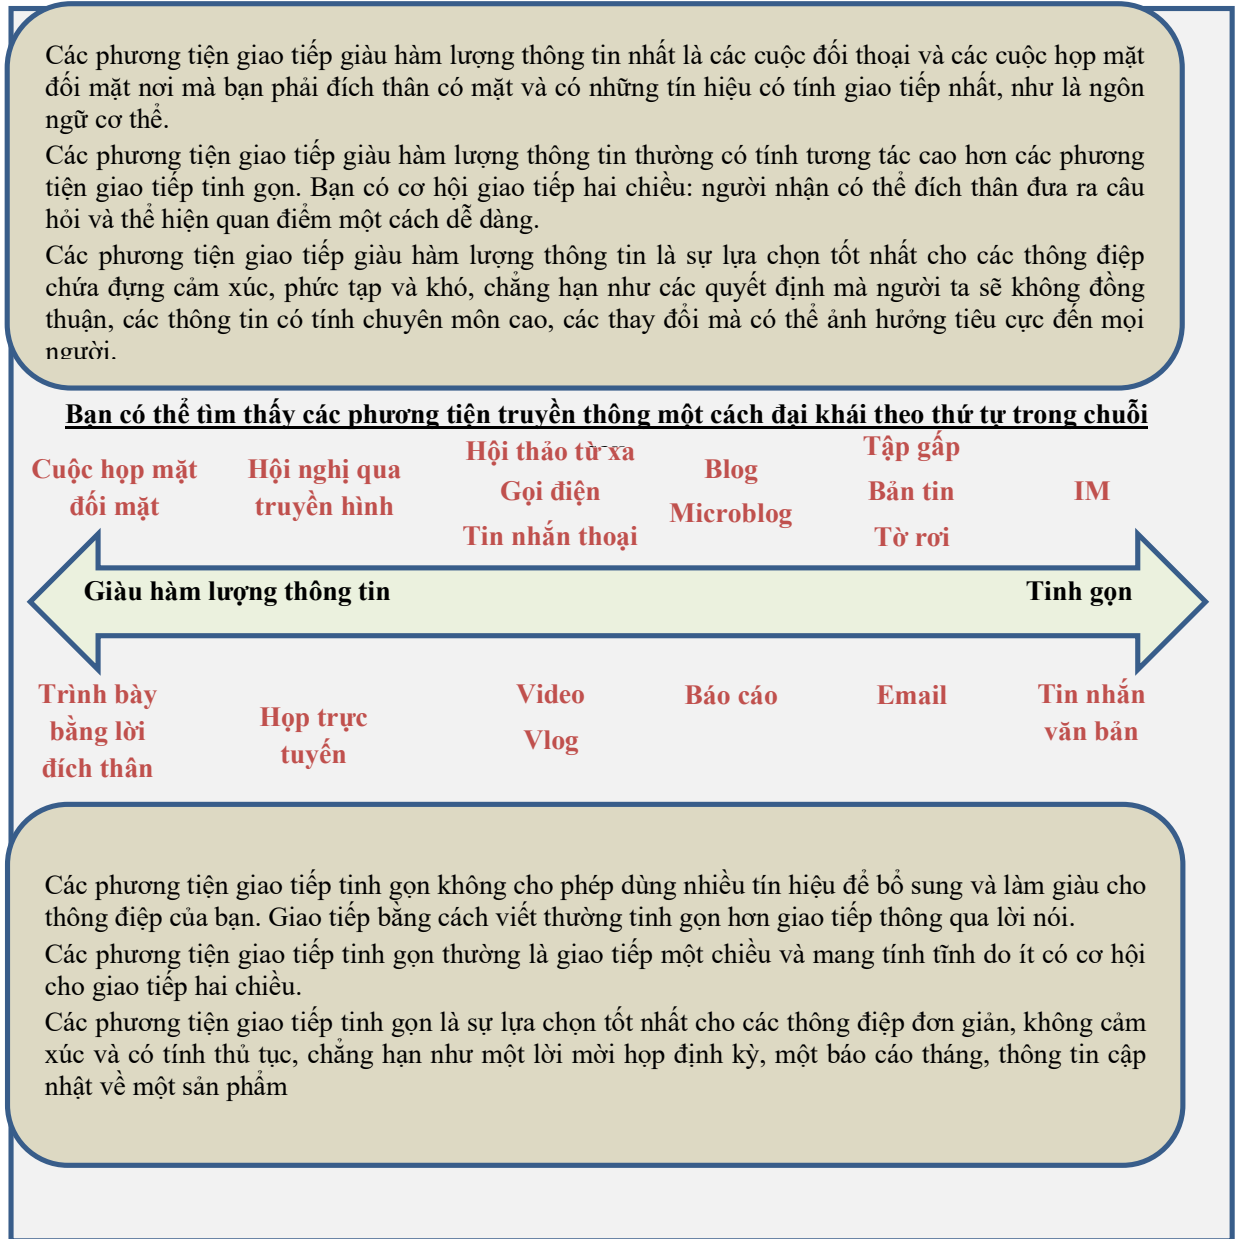 Các phương tiện giao tiếp giàu hàm lượng thông tin nhất là các cuộc đối thoại và các cuộc họp mặt
đối mặt nơi mà bạn phải đích thân có mặt và có những tín hiệu có tính giao tiếp nhất, như là ngôn
ngữ cơ thể.
Các phương tiện giao tiếp giàu hàm lượng thông tin thường có tính tương tác cao hơn các phương
tiện giao tiếp tinh gọn. Bạn có cơ hội giao tiếp hai chiều: người nhận có thể đích thân đưa ra câu
hỏi và thể hiện quan điểm một cách dễ dàng.
Các phương tiện giao tiếp giàu hàm lượng thông tin là sự lựa chọn tốt nhất cho các thông điệp
chứa đựng cảm xúc, phức tạp và khó, chẳng hạn như các quyết định mà người ta sẽ không đồng
thuận, các thông tin có tính chuyên môn cao, các thay đổi mà có thể ảnh hưởng tiêu cực đến mọi
người.
Bạn có thể tìm thấy các phương tiện truyền thông một cách đại khái theo thứ tự trong chuỗi
Cuộc họp mặt
đối mặt
Hội nghị qua
truyền hình
Hội thảo từ xa
Gọi điện
Tin nhắn thoại
Blog
Microblog
Tập gấp
Bản tin
Tờ rơi
IM
Giàu hàm lượng thông tin
Tinh gọn
Trình bày
bằng lời
đích thân
Họp trực
tuyến
Video
Vlog
Báo cáo
Email
Tin nhắn
văn bản
Các phương tiện giao tiếp tinh gọn không cho phép dùng nhiều tín hiệu để bổ sung và làm giàu cho
thông điệp của bạn. Giao tiếp bằng cách viết thường tinh gọn hơn giao tiếp thông qua lời nói.
Các phương tiện giao tiếp tinh gọn thường là giao tiếp một chiều và mang tính tĩnh do ít có cơ hội
cho giao tiếp hai chiều.
Các phương tiện giao tiếp tinh gọn là sự lựa chọn tốt nhất cho các thông điệp đơn giản, không cảm
xúc và có tính thủ tục, chẳng hạn như một lời mời họp định kỳ, một báo cáo tháng, thông tin cập
nhật về một sản phẩm